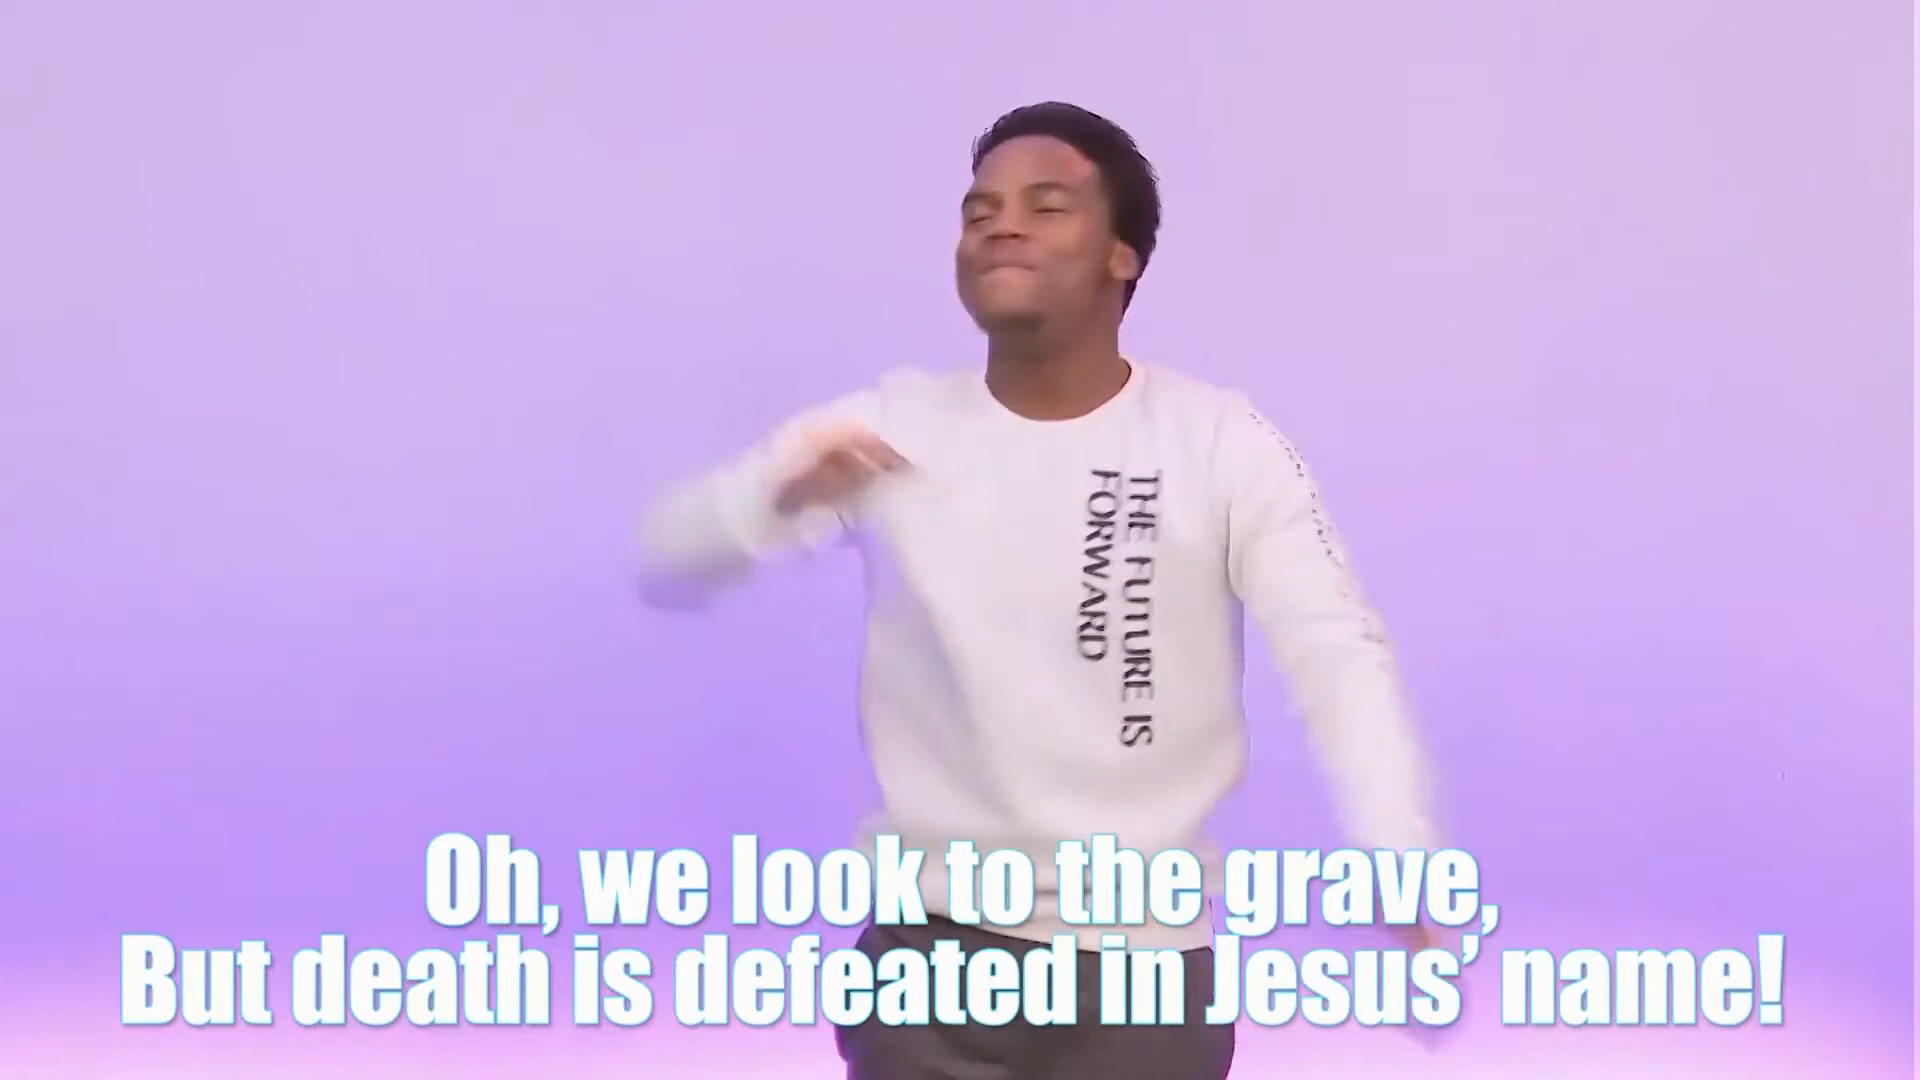 THE FUTURE IS
FORWARD
Oh, we look to the grave,
But death is defeated in Jesus’ name!